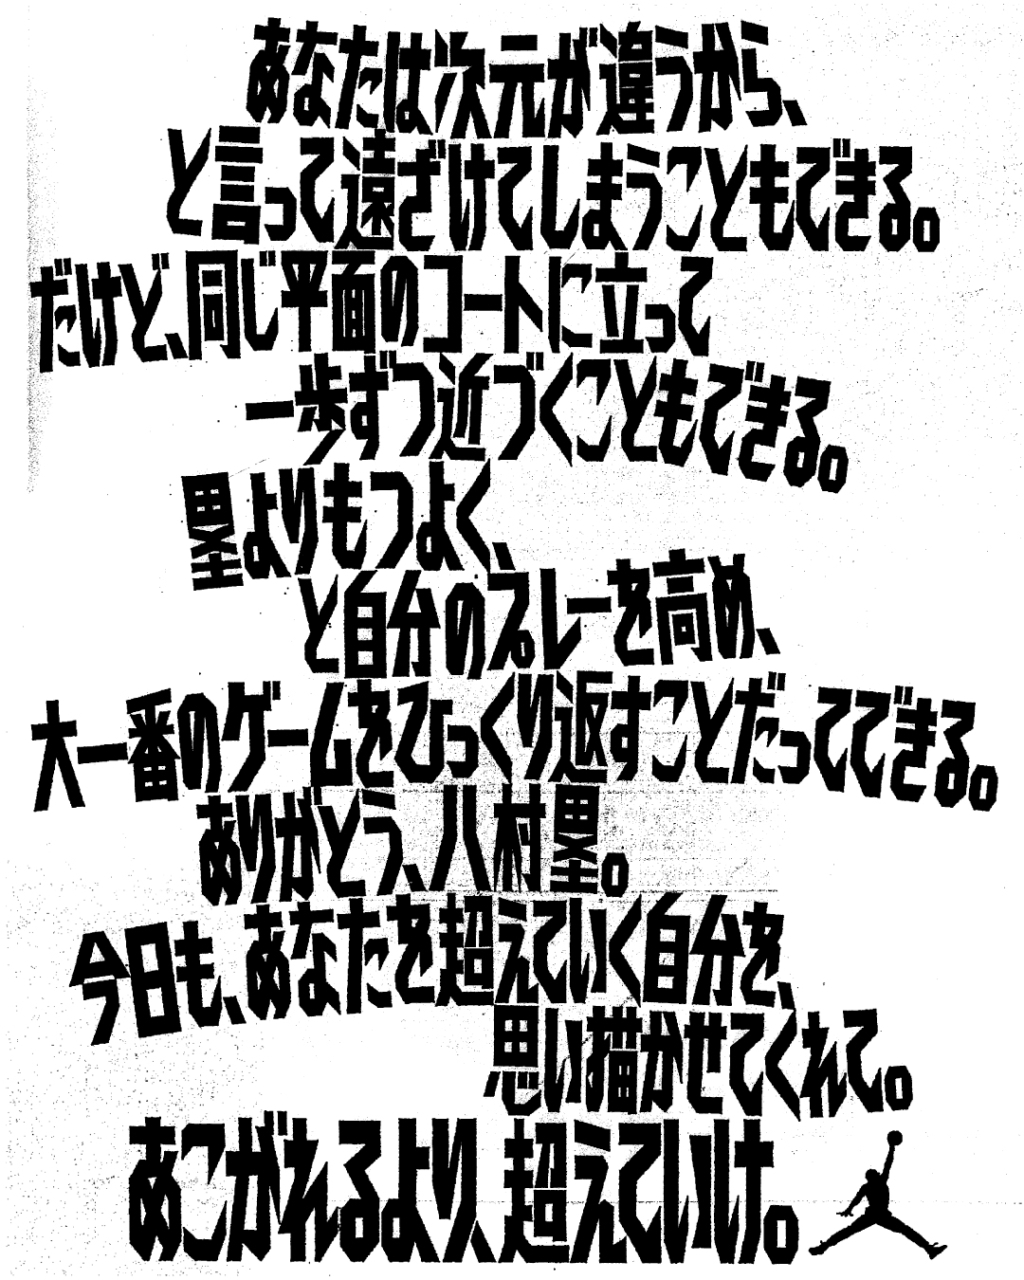 あなたは次元が違うから、
と言って遠ざけてしまうこともできる。
だけど、同じ平面のコートに立って
一歩ずつ近づくこともできる。
塁よりもつよく、
と自分のプレーを高め、
大一番のゲームをひっくり返すことだってできる。
ありがとう、八村塁。
今日も、あなたを超えていく自分を、
思い描かせてくれて。
あこがれるより、超えていけ。